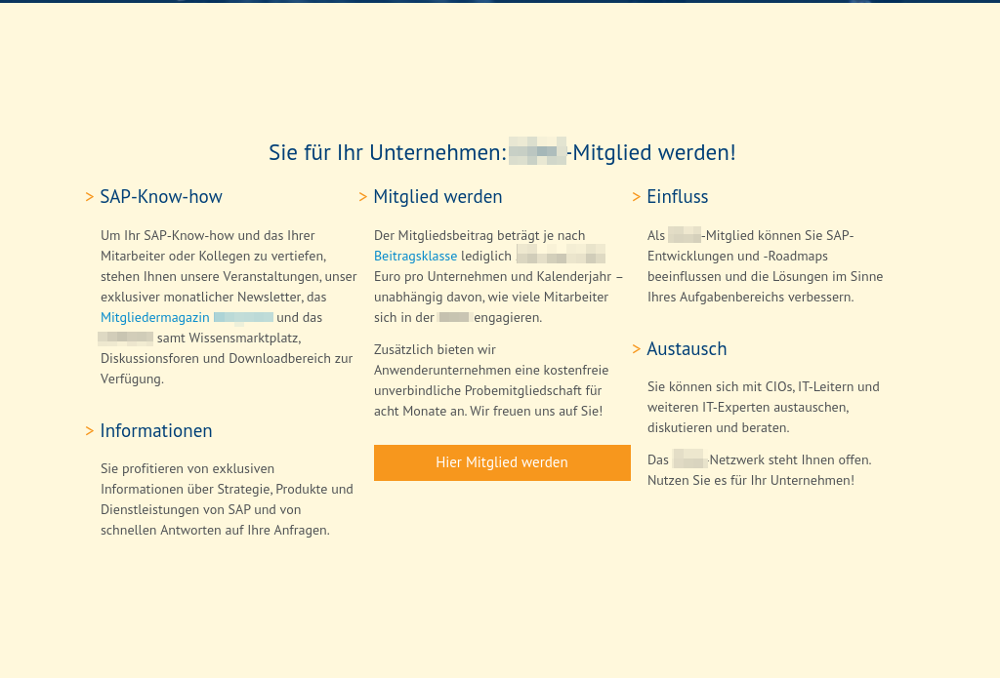 Sie für Ihr Unternehmen: -Mitglied werden!
> SAP-Know-how
Um Ihr SAP-Know-how und das Ihrer
Mitarbeiter oder Kollegen zu vertiefen,
stehen Ihnen unsere Veranstaltungen, unser
exklusiver monatlicher Newsletter, das
Mitgliedermagazin und das
samt Wissensmarktplatz,
Diskussionsforen und Downloadbereich zur
Verfügung.
> Informationen
Sie profitieren von exklusiven
Informationen über Strategie, Produkte und
Dienstleistungen von SAP und von
schnellen Antworten auf Ihre Anfragen.
> Mitglied werden
Der Mitgliedsbeitrag beträgt je nach
Beitragsklasse lediglich
Euro pro Unternehmen und Kalenderjahr –
unabhängig davon, wie viele Mitarbeiter
sich in der engagieren.
Zusätzlich bieten wir
Anwenderunternehmen eine kostenfreie
unverbindliche Probemitgliedschaft für
acht Monate an. Wir freuen uns auf Sie!
Hier Mitglied werden
> Einfluss
Als -Mitglied können Sie SAP-
Entwicklungen und -Roadmaps
beeinflussen und die Lösungen im Sinne
Ihres Aufgabenbereichs verbessern.
> Austausch
Sie können sich mit CIOs, IT-Leitern und
weiteren IT-Experten austauschen,
diskutieren und beraten.
Das -Netzwerk steht Ihnen offen.
Nutzen Sie es für Ihr Unternehmen!